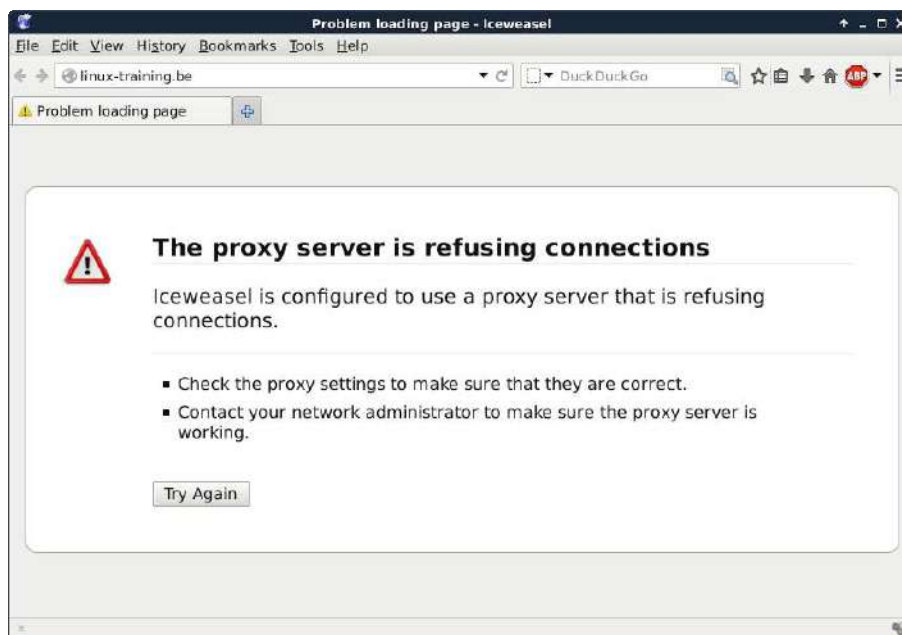 Problem loading page - Iceweasel
File Edit View History Bookmarks Tools Help
linux-training.be DuckDuckGo ABP
Problem loading page
The proxy server is refusing connections
Iceweasel is configured to use a proxy server that is refusing
connections.
Check the proxy settings to make sure that they are correct.
Contact your network administrator to make sure the proxy server is
working.
Try Again